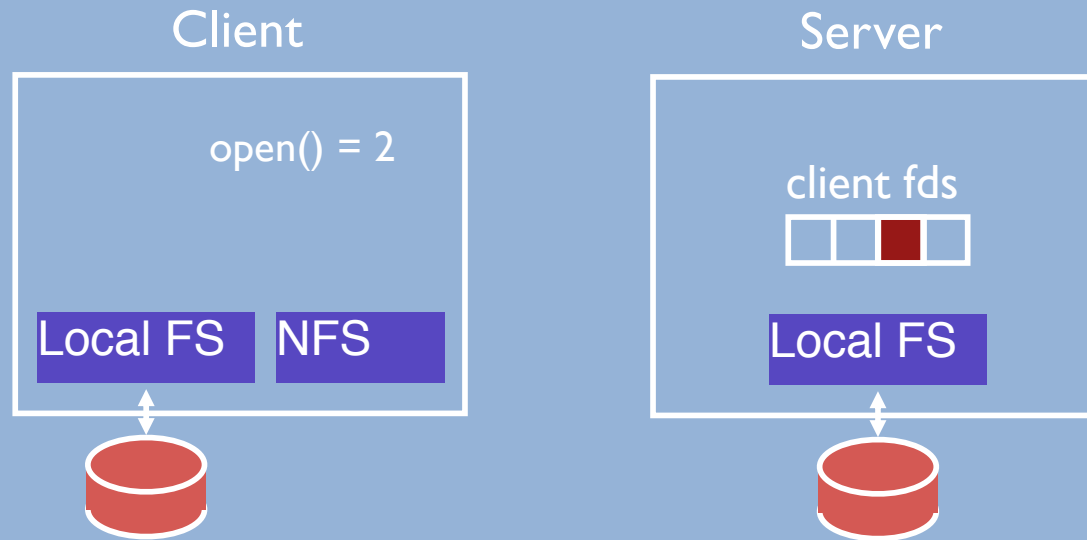 Client
Server
open() = 2
client fds
Local FS
NFS
Local FS